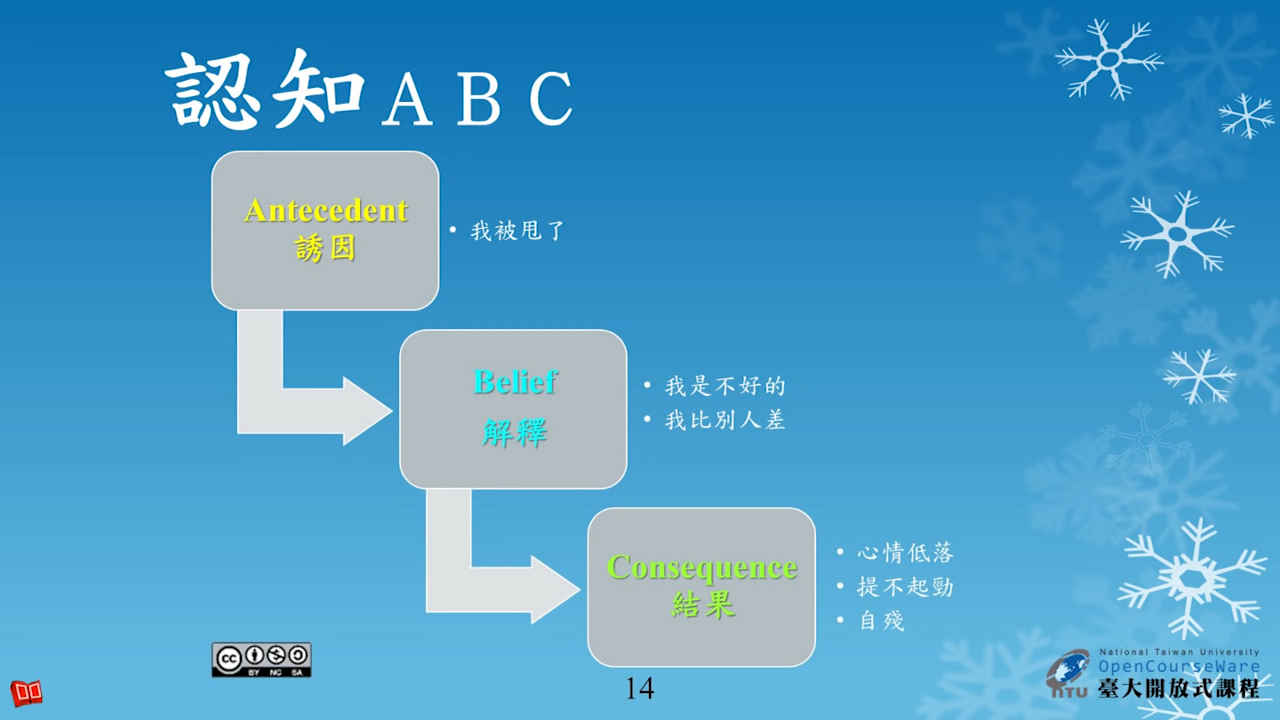 認知ABC
Antecedent
誘因
• 我被甩了
Belief
解釋
• 我是不好的
• 我比別人差
Consequence
結果
• 心情低落
• 提不起勁
• 自殘
cc BY NC SA
14
National Taiwan University
OpenCourseWare
NTU 臺大開放式課程